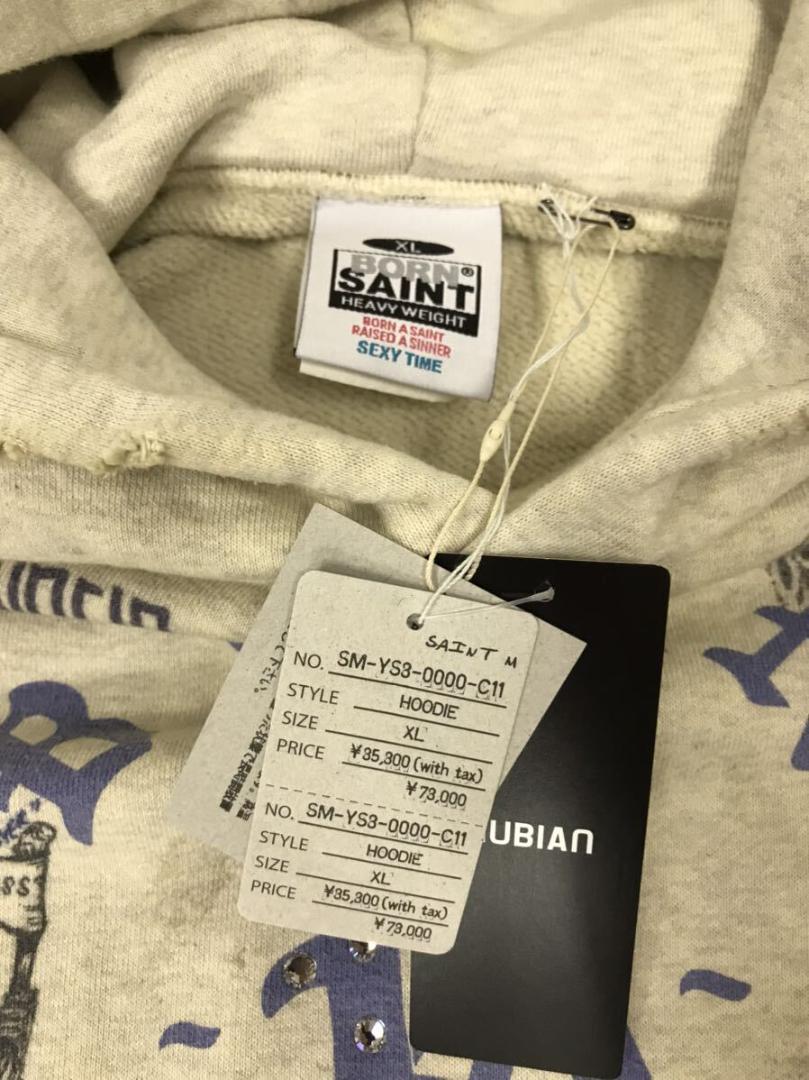 XL
BORN®
SAINT
HEAVY WEIGHT
BORN A SAINT
RAISED A SINNER
SEXY TIME
SAINT M
NO. SM-YS3-0000-C11
STYLE HOODIE
SIZE XL
PRICE ¥35,300 (with tax)
¥73,000
NO. SM-YS3-0000-C11
STYLE HOODIE
SIZE XL
PRICE ¥35,300 (with tax)
¥73,000
UBIAN
B